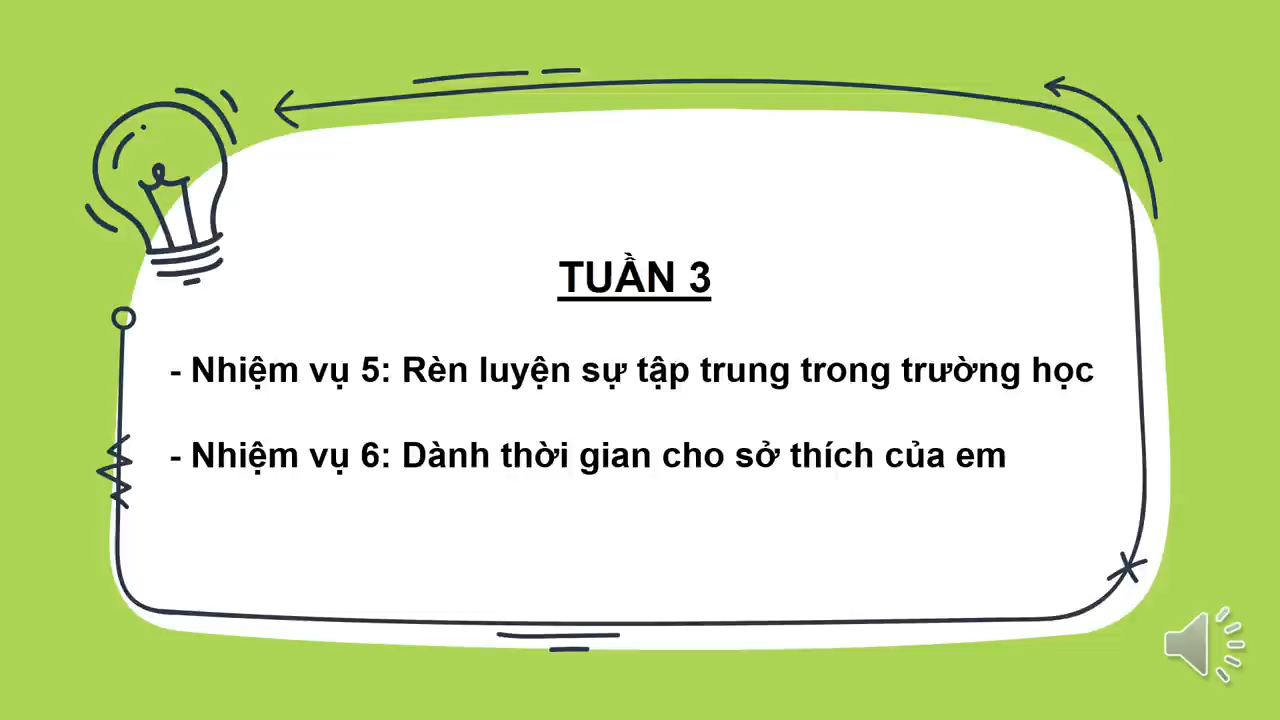 TUẦN 3
- Nhiệm vụ 5: Rèn luyện sự tập trung trong trường học
- Nhiệm vụ 6: Dành thời gian cho sở thích của em